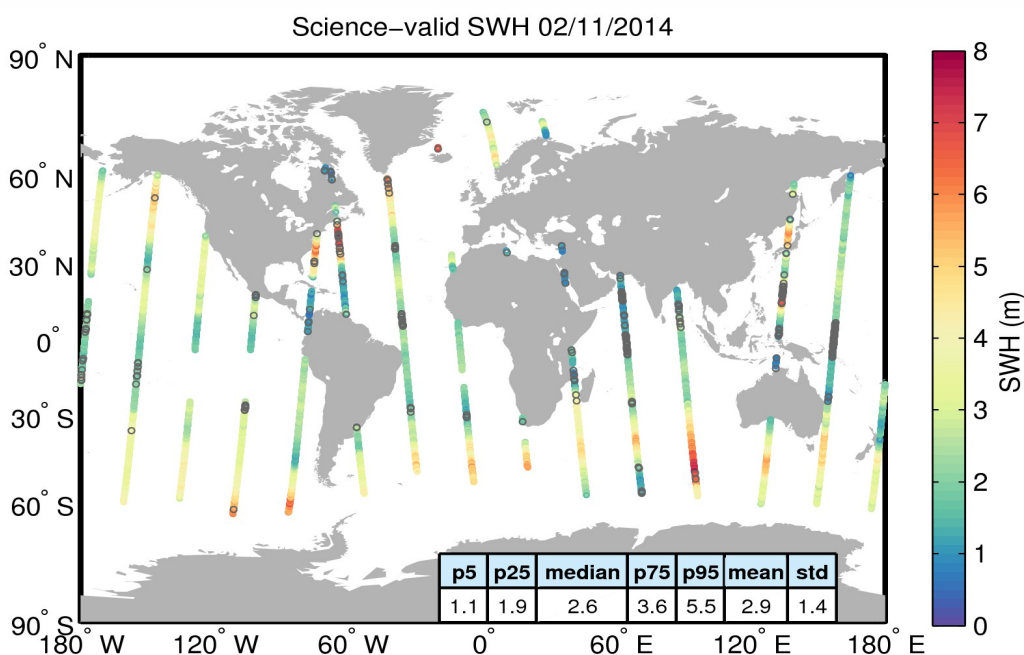 Science−valid SWH 02/11/2014
90° N
60° N
30° N
0°
30° S
60° S
90° S
180° W
120° W
60° W
0°
60° E
120° E
180° E
p5 p25 median p75 p95 mean std
1.1 1.9 2.6 3.6 5.5 2.9 1.4
8
7
6
5
4
3
2
1
0
SWH (m)